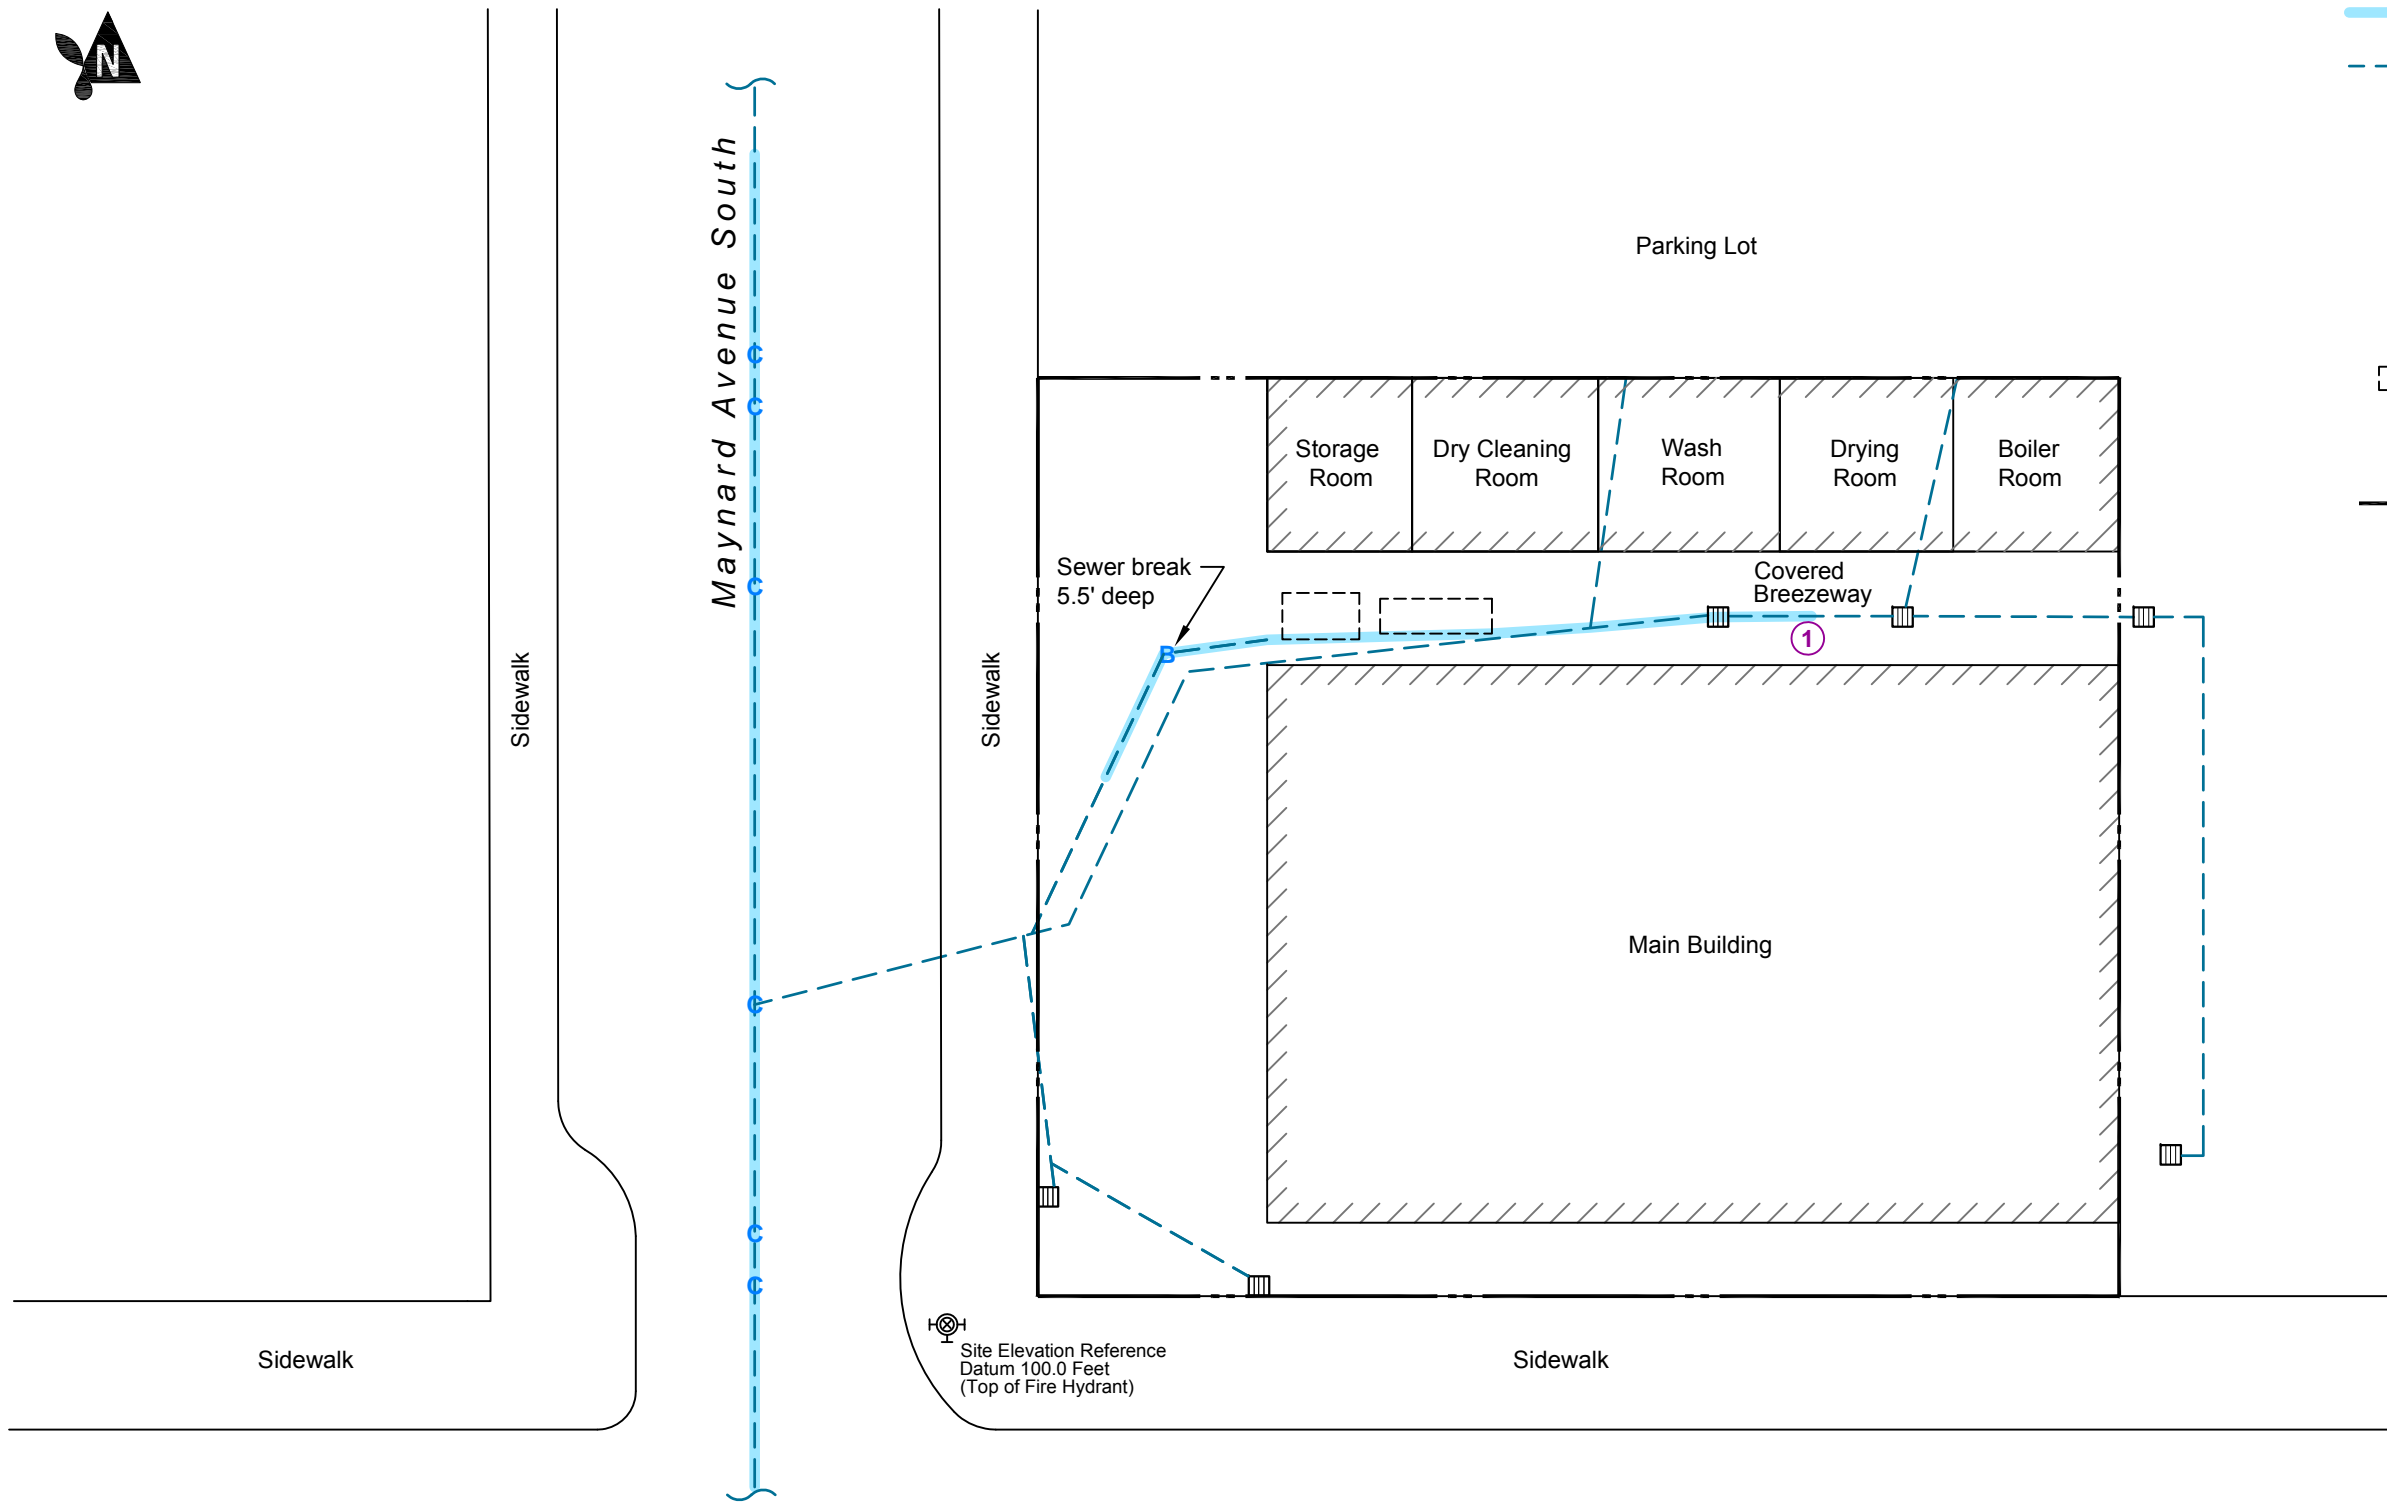 N
Maynard Avenue South
Parking Lot
C
C
C
C
C
C
Storage
Room
Dry Cleaning
Room
Wash
Room
Drying
Room
Boiler
Room
Sewer break
5.5' deep
Covered
Breezeway
1
B
Sidewalk
Sidewalk
Main Building
Site Elevation Reference
Datum 100.0 Feet
(Top of Fire Hydrant)
Sidewalk
Sidewalk